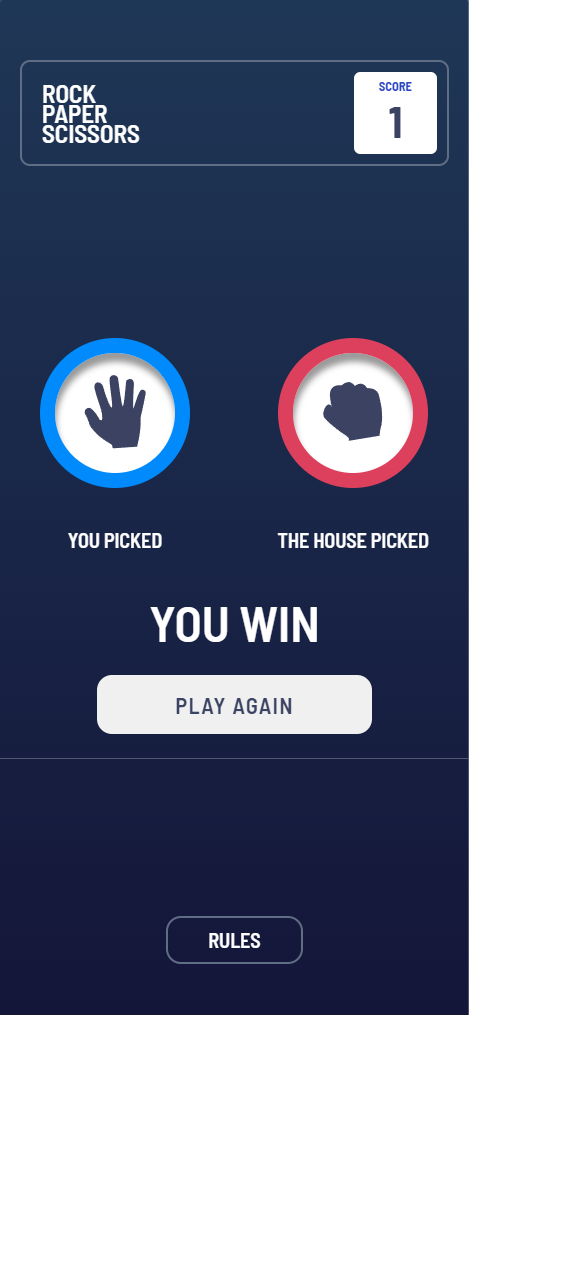 ROCK
PAPER
SCISSORS
SCORE
1
YOU PICKED
THE HOUSE PICKED
YOU WIN
PLAY AGAIN
RULES